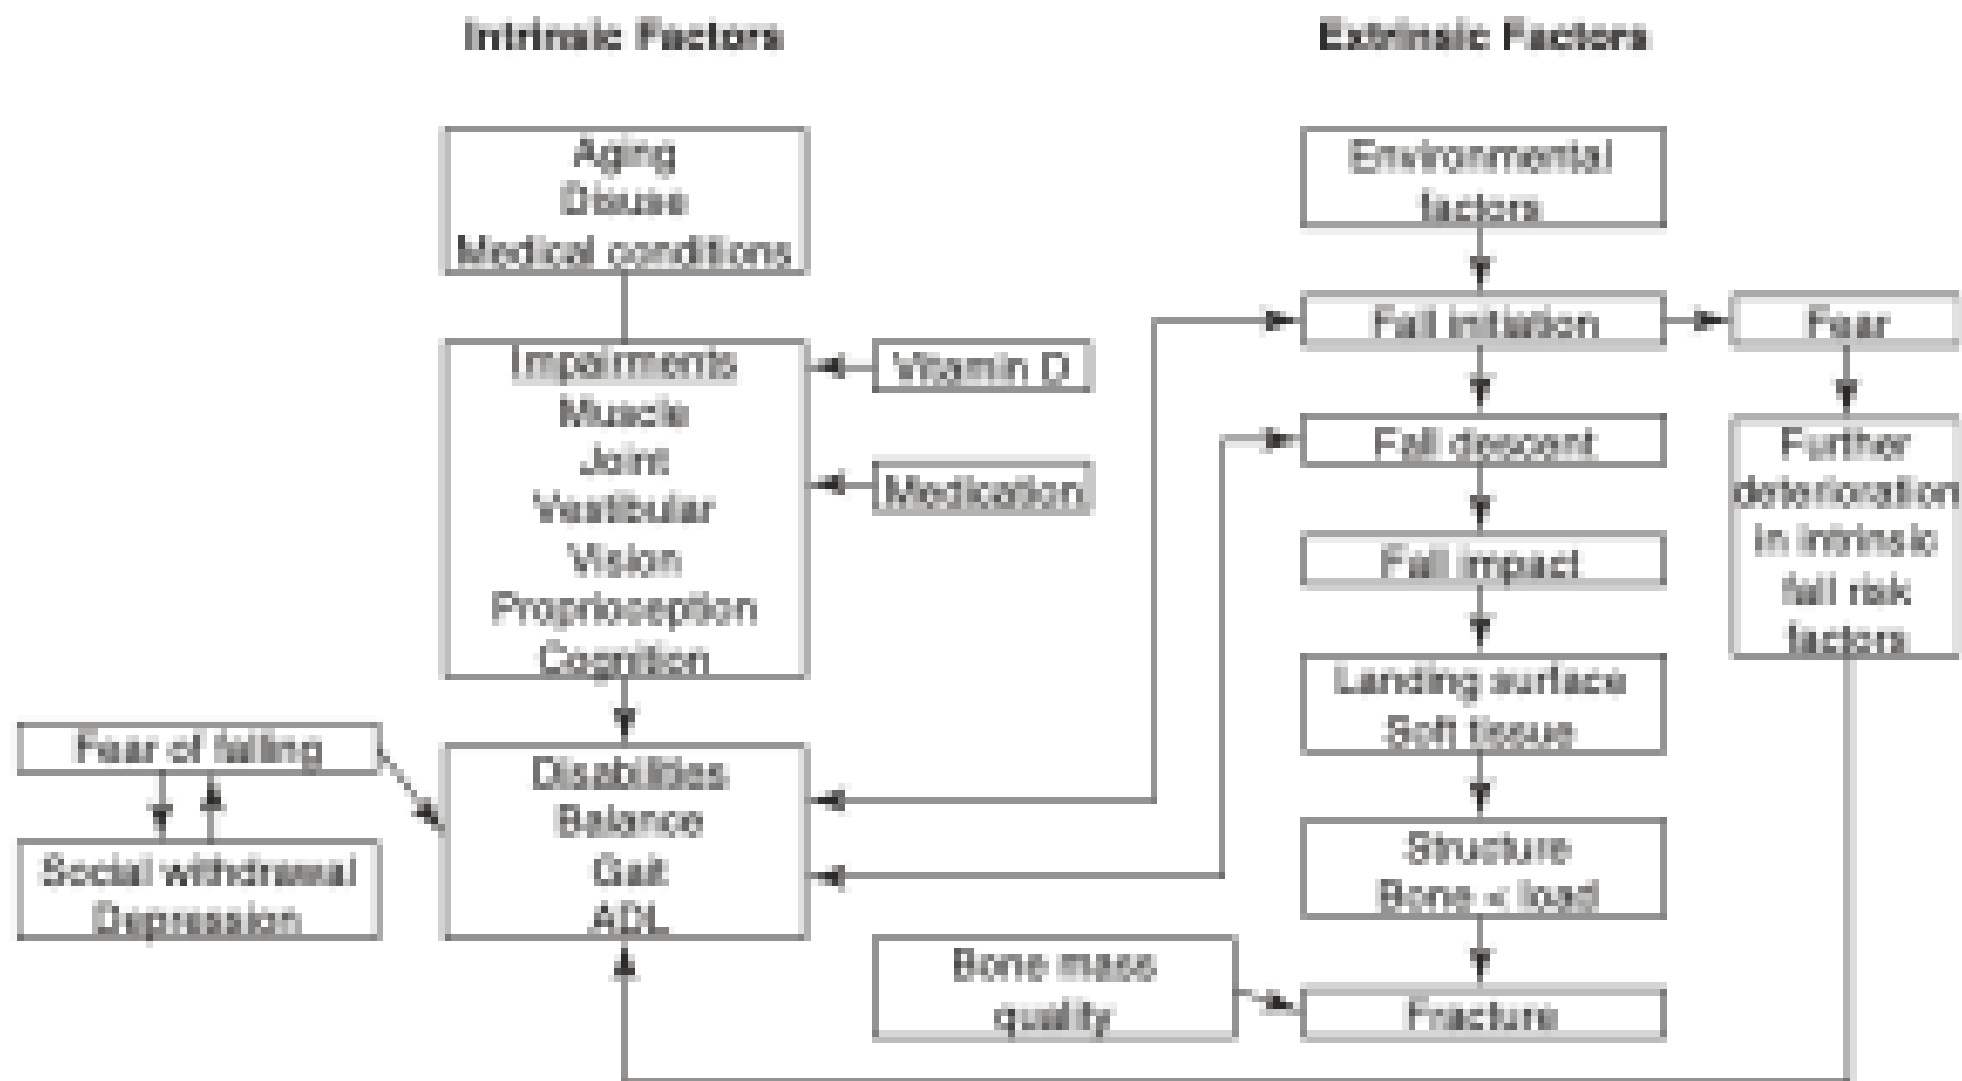 Intrinsic Factors
Extrinsic Factors
Aging
Disuse
Medical conditions
Environmental
factors
Fall initiation
Fear
Impairments
Muscle
Joint
Vestibular
Vision
Proprioception
Cognition
Vitamin D
Medication
Fall descent
Further
deterioration
in intrinsic
fall risk
factors
Fall impact
Landing surface
Soft tissue
Fear of falling
Social withdrawal
Depression
Disabilities
Balance
Gait
ADL
Structure
Bone < load
Bone mass
quality
Fracture